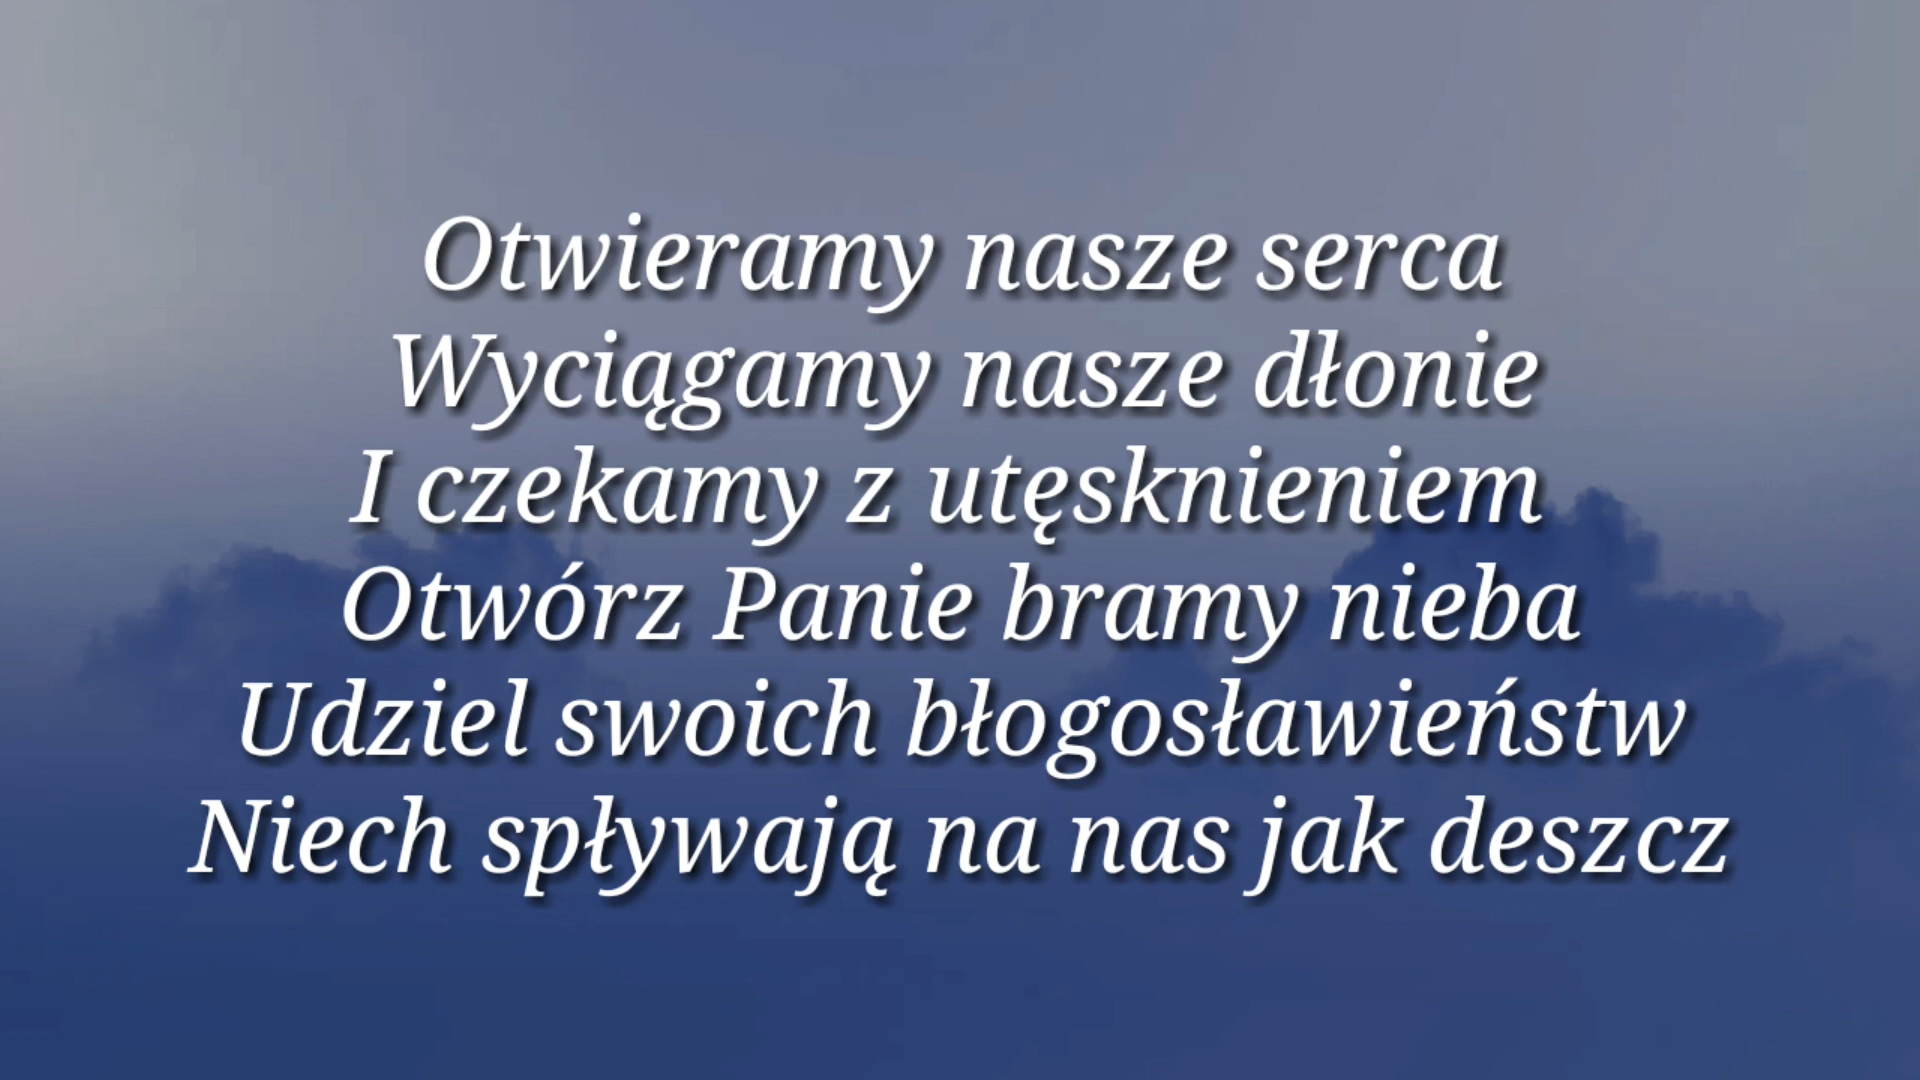 Otwieramy nasze serca
Wyciągamy nasze dłonie
I czekamy z utęsknieniem
Otwórz Panie bramy nieba
Udziel swoich błogosławieństw
Niech spływają na nas jak deszcz